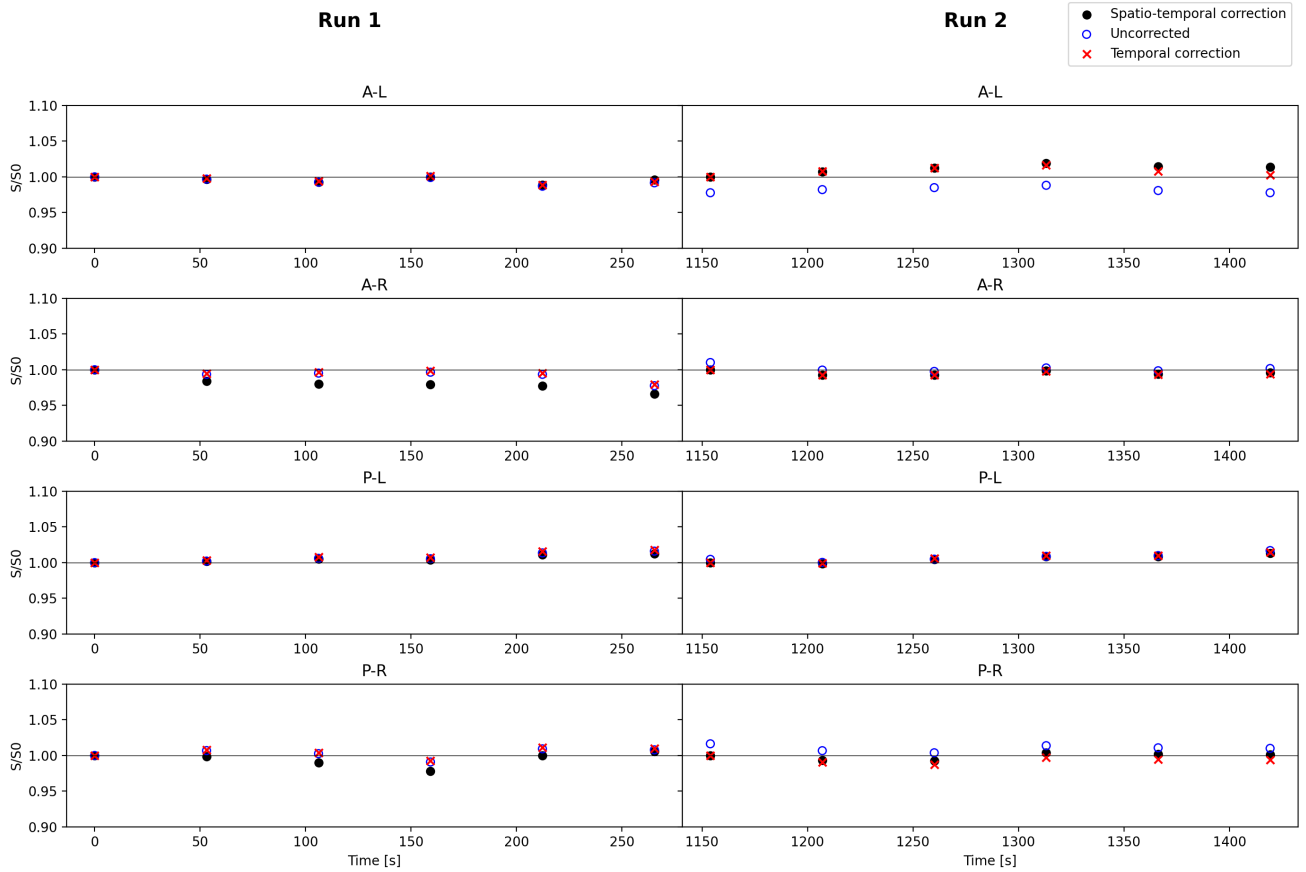 Run 1
Run 2
Spatio-temporal correction
Uncorrected
Temporal correction
A-L
A-L
S/S0
1.10
1.05
1.00
0.95
0.90
0 50 100 150 200 250
1150 1200 1250 1300 1350 1400
A-R
A-R
S/S0
1.10
1.05
1.00
0.95
0.90
0 50 100 150 200 250
1150 1200 1250 1300 1350 1400
P-L
P-L
S/S0
1.10
1.05
1.00
0.95
0.90
0 50 100 150 200 250
1150 1200 1250 1300 1350 1400
P-R
P-R
S/S0
1.10
1.05
1.00
0.95
0.90
0 50 100 150 200 250
1150 1200 1250 1300 1350 1400
Time [s]
Time [s]